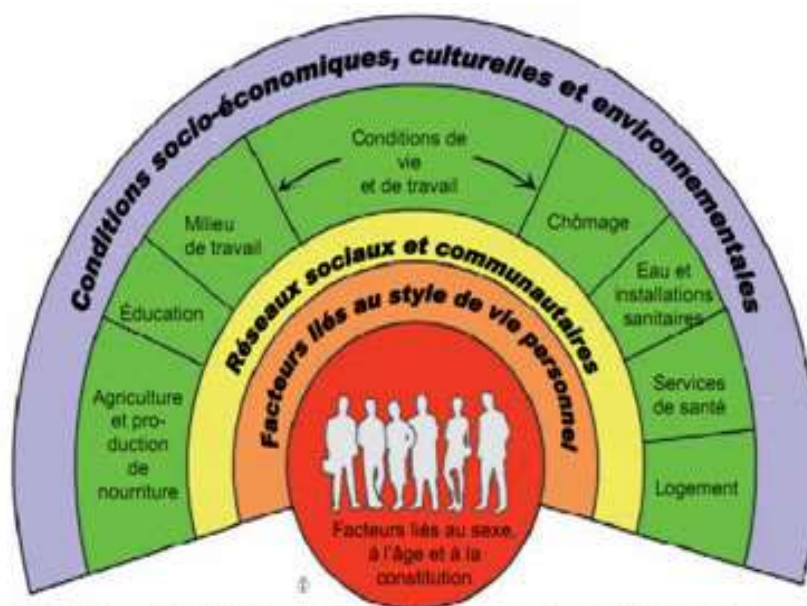 Conditions socio-économiques, culturelles et environnementales
Conditions de
vie
et de travail
Milieu
de travail
Chômage
Éducation
Eau et
installations
sanitaires
Agriculture
et pro-
duction
de
nourriture
Services
de santé
Logement
Réseaux sociaux et communautaires
Facteurs liés au style de vie personnel
Facteurs liés au sexe,
à l'âge et à la
constitution